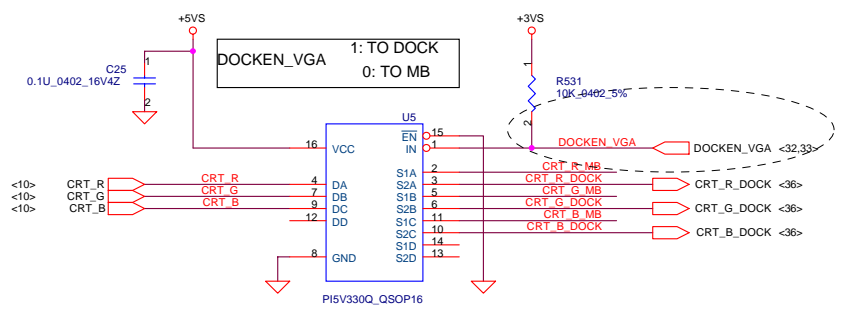 +5VS
+3VS
1
C25
0.1U_0402_16V4Z
2
DOCKEN_VGA
1: TO DOCK
0: TO MB
1
R531
10K_0402_5%
2
U5
16
VCC
EN
15
IN
1
DOCKEN_VGA
DOCKEN_VGA <32,33>
S1A
2
CRT_R_MB
<10>
CRT_R
CRT_R
4
DA
S2A
3
CRT_R_DOCK
CRT_R_DOCK <36>
<10>
CRT_G
CRT_G
7
DB
S1B
5
CRT_G_MB
<10>
CRT_B
CRT_B
9
DC
S2B
6
CRT_G_DOCK
CRT_G_DOCK <36>
12
DD
S1C
11
CRT_B_MB
S2C
10
CRT_B_DOCK
CRT_B_DOCK <36>
S1D
14
8
GND
S2D
13
PI5V330Q_QSOP16